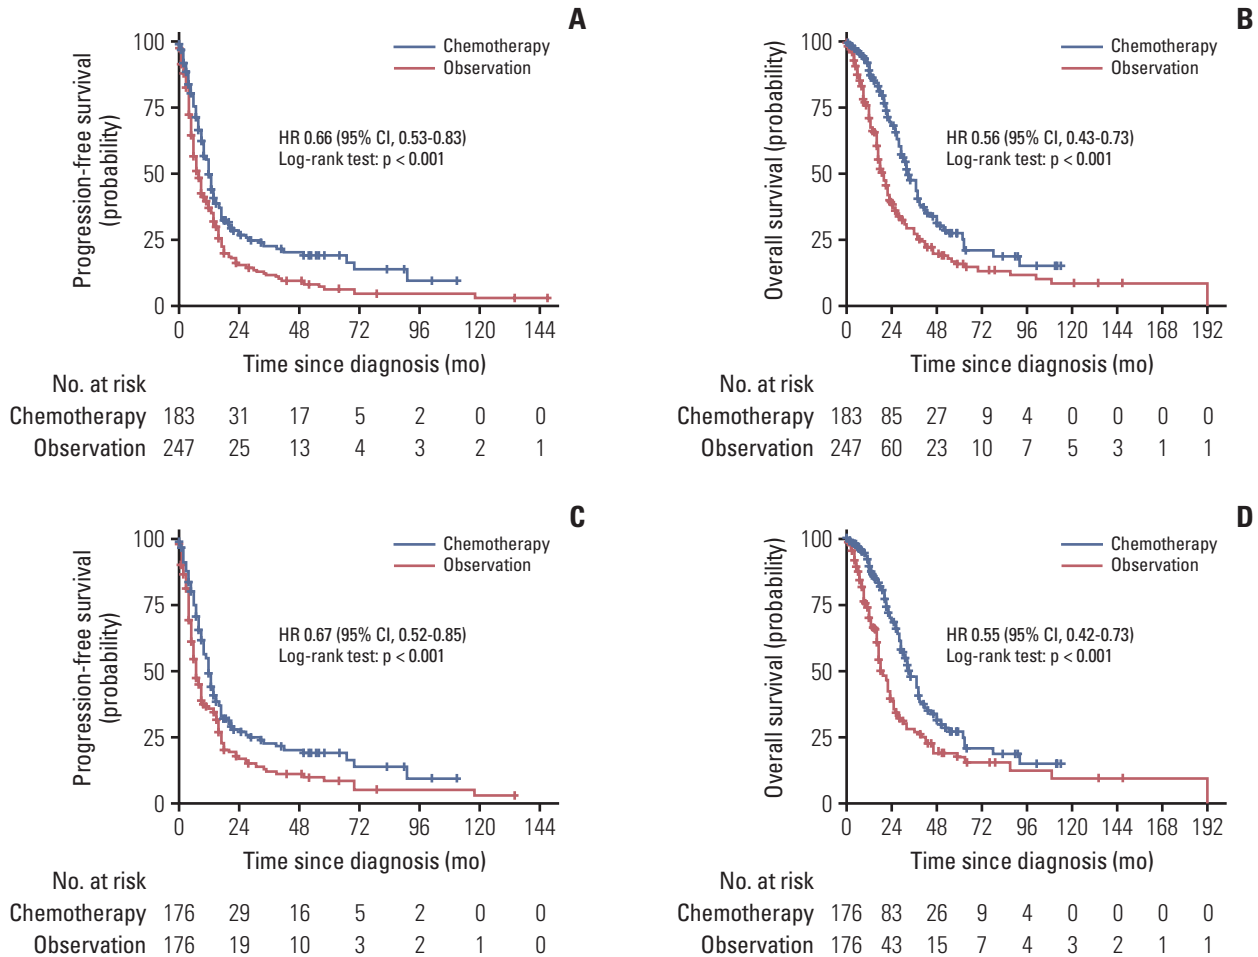 A
Progression-free survival
(probability)
100
75
50
25
0
Chemotherapy
Observation
HR 0.66 (95% CI, 0.53-0.83)
Log-rank test: p < 0.001
0 24 48 72 96 120 144
Time since diagnosis (mo)
No. at risk
Chemotherapy 183 31 17 5 2 0 0
Observation 247 25 13 4 3 2 1
B
Overall survival (probability)
100
75
50
25
0
Chemotherapy
Observation
HR 0.56 (95% CI, 0.43-0.73)
Log-rank test: p < 0.001
0 24 48 72 96 120 144 168 192
Time since diagnosis (mo)
No. at risk
Chemotherapy 183 85 27 9 4 0 0 0 0
Observation 247 60 23 10 7 5 3 1 1
C
Progression-free survival
(probability)
100
75
50
25
0
Chemotherapy
Observation
HR 0.67 (95% CI, 0.52-0.85)
Log-rank test: p < 0.001
0 24 48 72 96 120 144
Time since diagnosis (mo)
No. at risk
Chemotherapy 176 29 16 5 2 0 0
Observation 176 19 10 3 2 1 0
D
Overall survival (probability)
100
75
50
25
0
Chemotherapy
Observation
HR 0.55 (95% CI, 0.42-0.73)
Log-rank test: p < 0.001
0 24 48 72 96 120 144 168 192
Time since diagnosis (mo)
No. at risk
Chemotherapy 176 83 26 9 4 0 0 0 0
Observation 176 43 15 7 4 3 2 1 1